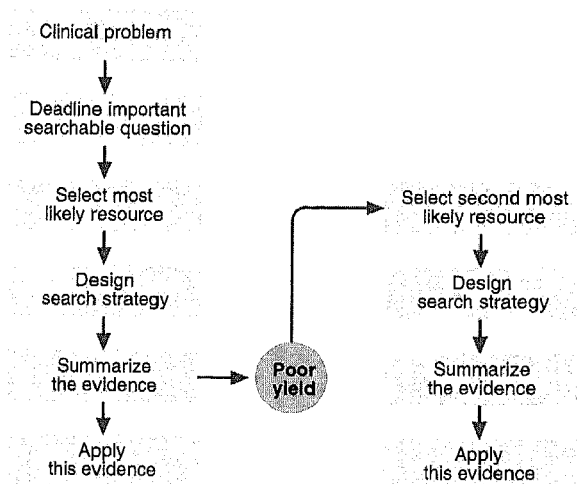 Clinical problem
Deadline important
searchable question
Select most
likely resource
Design
search strategy
Summarize
the evidence
Apply
this evidence
Poor
yield
Select second most
likely resource
Design
search strategy
Summarize
the evidence
Apply
this evidence